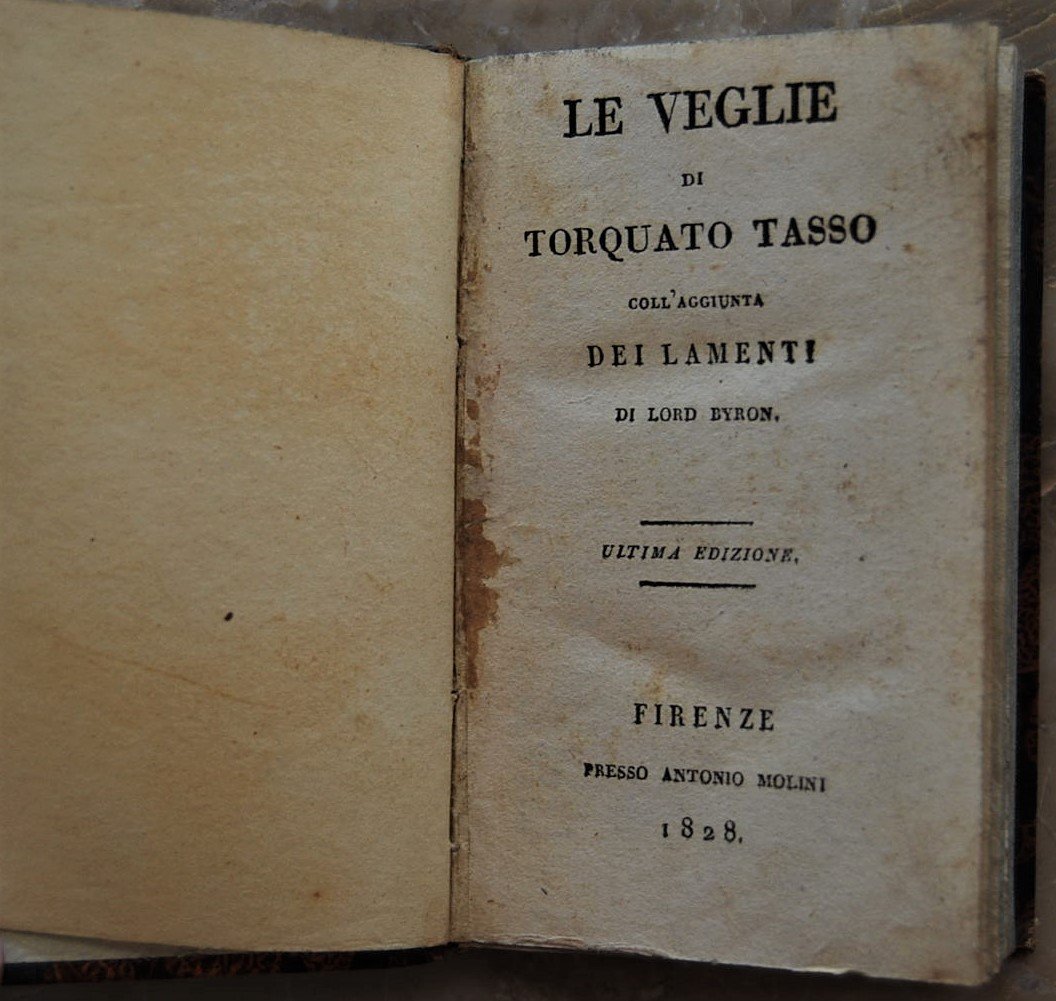 LE VEGLIE
DI
TORQUATO TASSO
COLL'AGGIUNTA
DEI LAMENTI
DI LORD BYRON.
ULTIMA EDIZIONE.
FIRENZE
PRESSO ANTONIO MOLINI
1828.